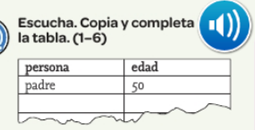 Escucha. Copia y completa
la tabla. (1–6)
persona edad
padre 50